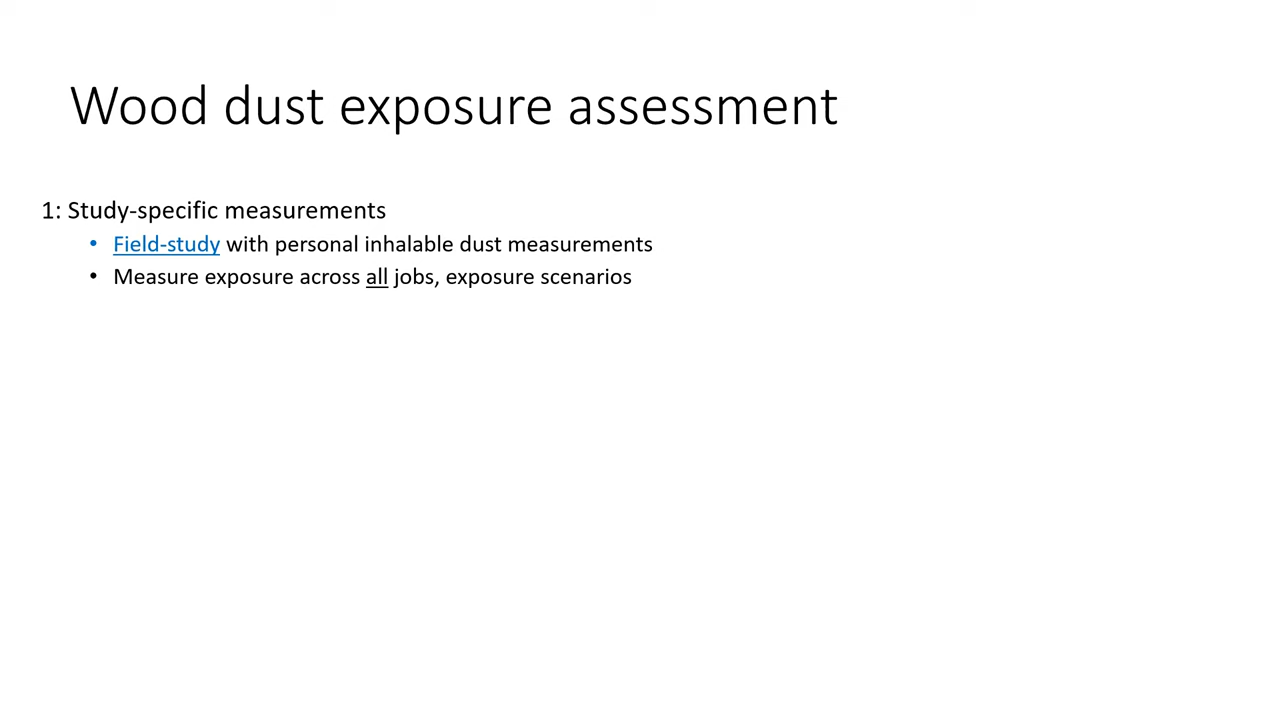 Wood dust exposure assessment
1: Study-specific measurements
• Field-study with personal inhalable dust measurements
• Measure exposure across all jobs, exposure scenarios